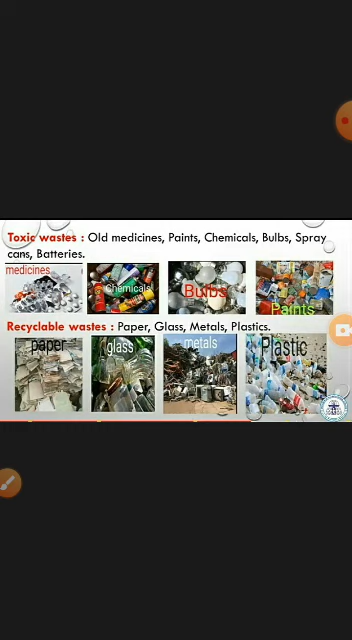 Toxic wastes : Old medicines, Paints, Chemicals, Bulbs, Spray
cans, Batteries.
medicines
Chemicals
Bulbs
Paints
Recyclable wastes : Paper, Glass, Metals, Plastics.
paper
glass
metals
Plastic